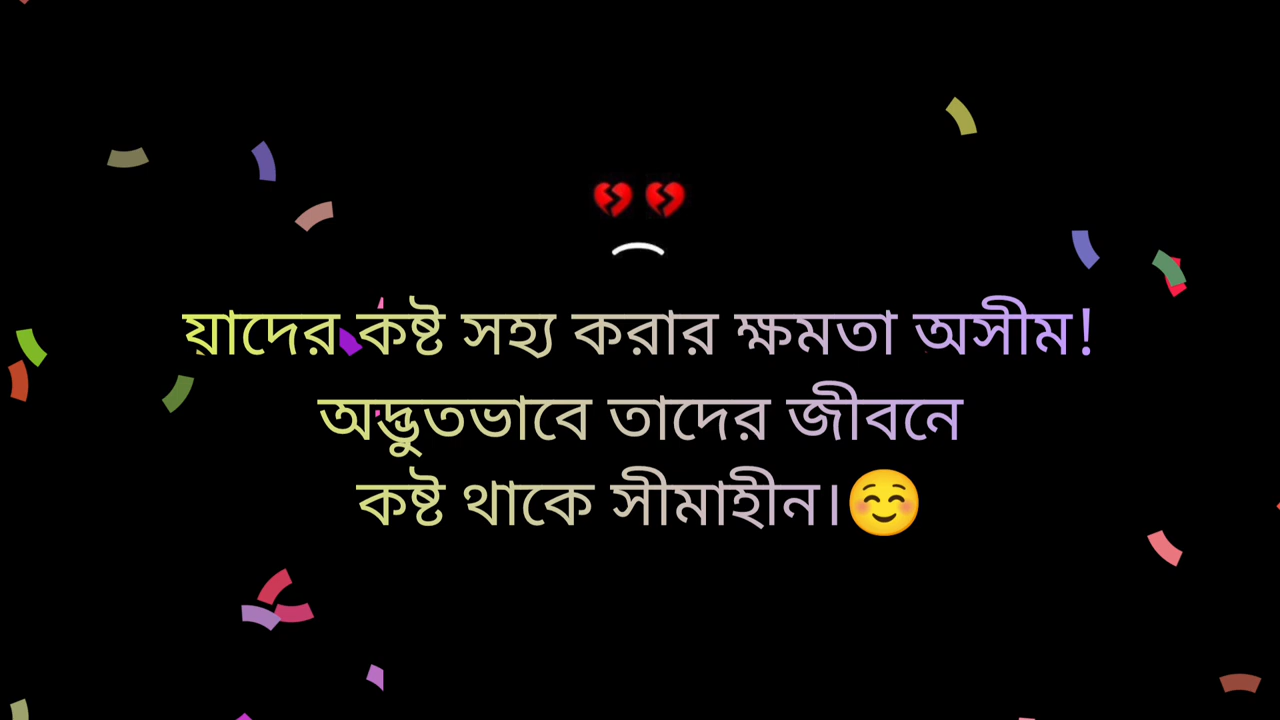 যাদের কষ্ট সহ্য করার ক্ষমতা অসীম!
অদ্ভুতভাবে তাদের জীবনে
কষ্ট থাকে সীমাহীন।☺️